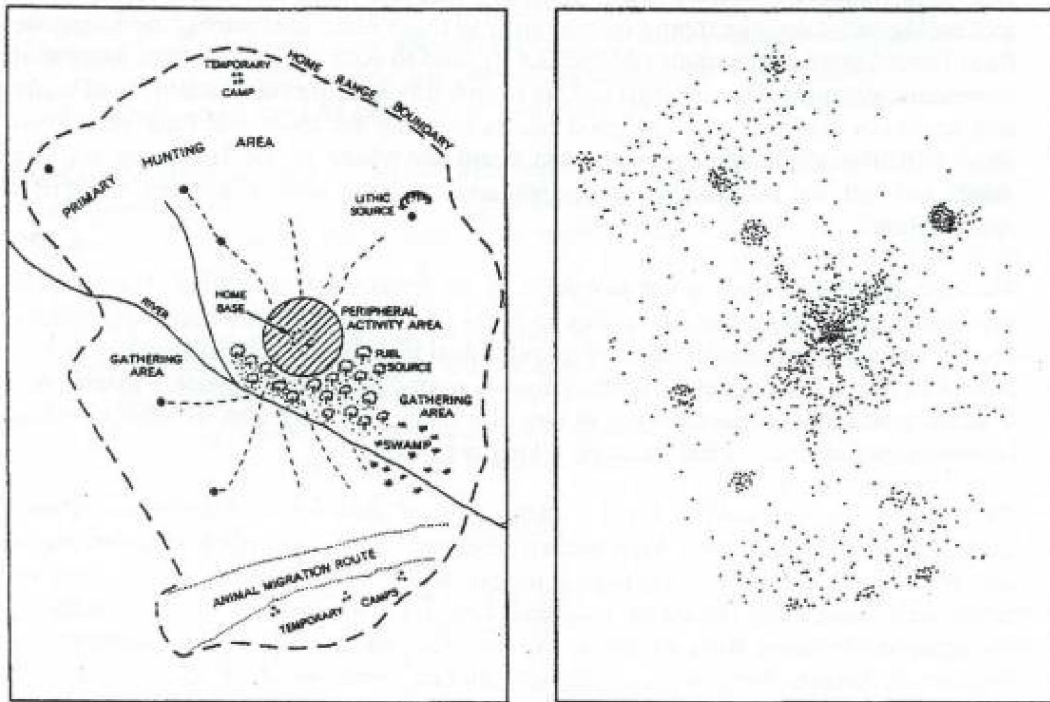 TEMPORARY
CAMP
HOME RANGE BOUNDARY
PRIMARY HUNTING AREA
LITHIC
SOURCE
HOME
BASE
PERIPHERAL
ACTIVITY AREA
RIVER
FUEL
SOURCE
GATHERING
AREA
GATHERING
AREA
SWAMP
ANIMAL MIGRATION ROUTE
TEMPORARY CAMPS